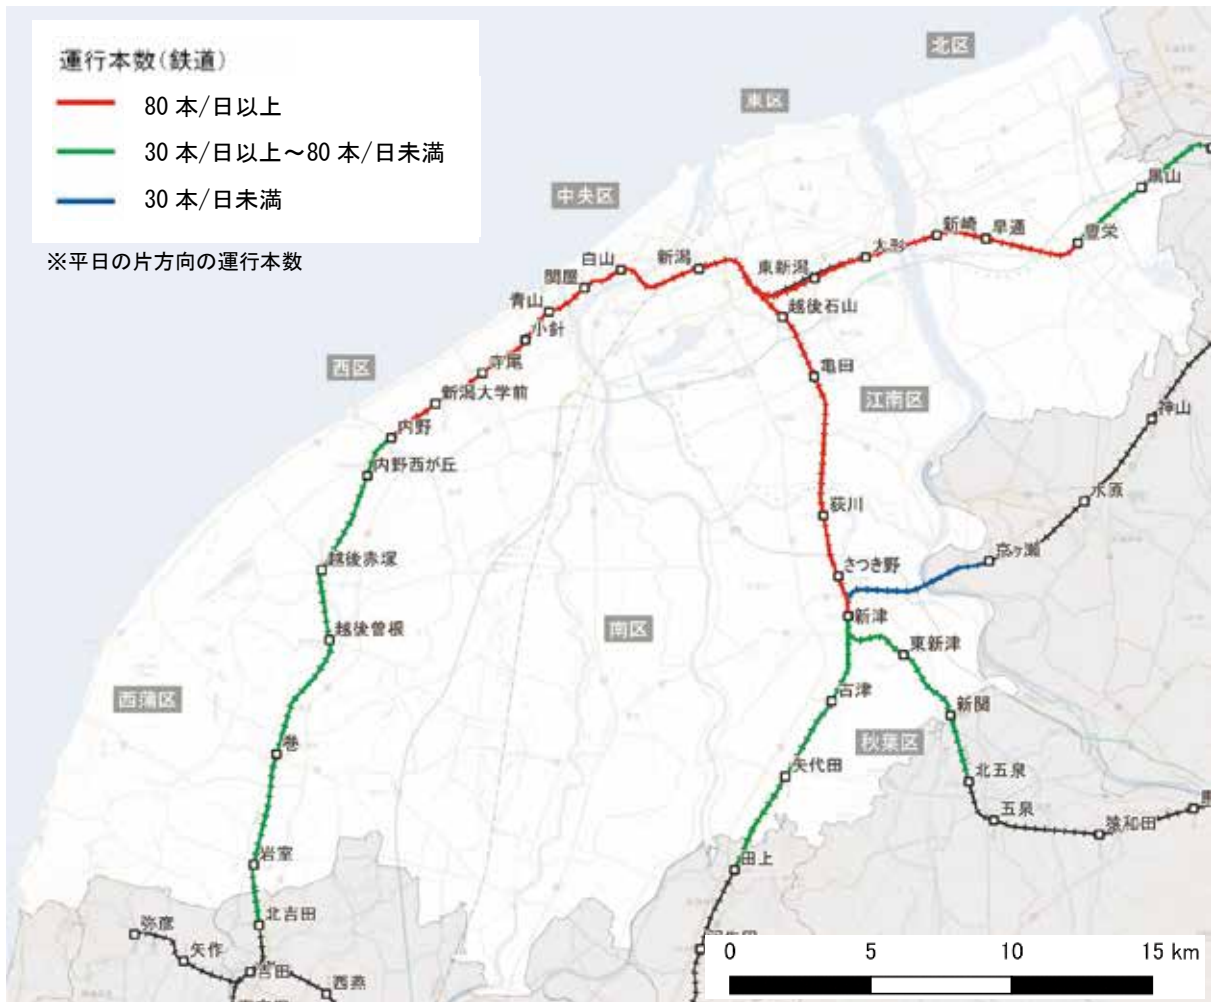 運行本数(鉄道)
80 本/日以上
30 本/日以上～80 本/日未満
30 本/日未満
※平日の片方向の運行本数
北区
東区
中央区
西区
江南区
南区
西蒲区
秋葉区
黒山
豊栄
早通
新崎
大形
東新潟
新潟
白山
関屋
青山
小針
寺尾
新潟大学前
内野
内野西が丘
越後赤塚
越後曽根
巻
岩室
北吉田
吉田
弥彦
矢作
西燕
越後石山
亀田
荻川
さつき野
新津
古津
矢代田
田上
東新津
新関
北五泉
五泉
猿和田
京ヶ瀬
水原
神山
0 5 10 15 km